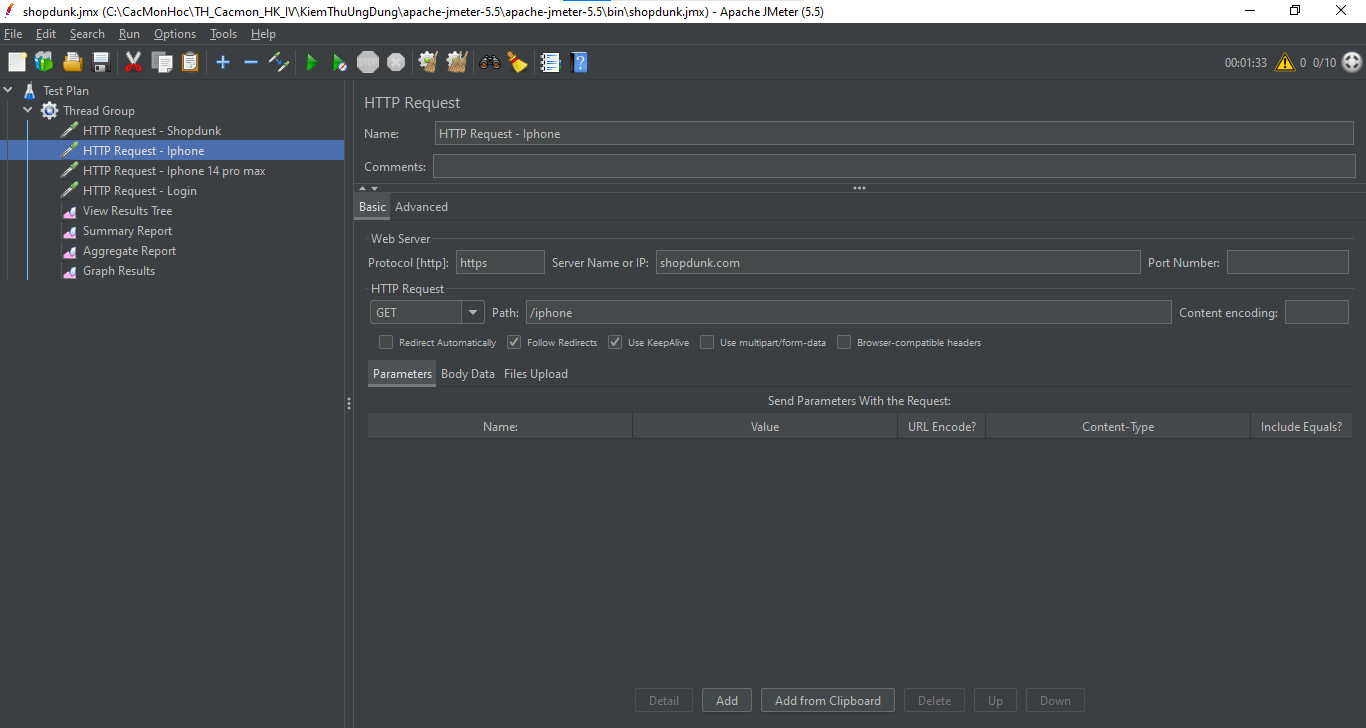 shopdunk.jmx (C:\CacMonHoc\TH_Cacmon_HK_IV\KiemThuUngDung\apache-jmeter-5.5\apache-jmeter-5.5\bin\shopdunk.jmx) - Apache JMeter (5.5)
File Edit Search Run Options Tools Help
STOP 00:01:33 0 0/10
Test Plan
Thread Group
HTTP Request - Shopdunk
HTTP Request - Iphone
HTTP Request - Iphone 14 pro max
HTTP Request - Login
View Results Tree
Summary Report
Aggregate Report
Graph Results
HTTP Request
Name: HTTP Request - Iphone
Comments:
Basic Advanced
Web Server
Protocol [http]: https Server Name or IP: shopdunk.com Port Number:
HTTP Request
GET Path: /iphone Content encoding:
Redirect Automatically Follow Redirects Use KeepAlive Use multipart/form-data Browser-compatible headers
Parameters Body Data Files Upload
Send Parameters With the Request:
Name: Value URL Encode? Content-Type Include Equals?
Detail Add Add from Clipboard Delete Up Down